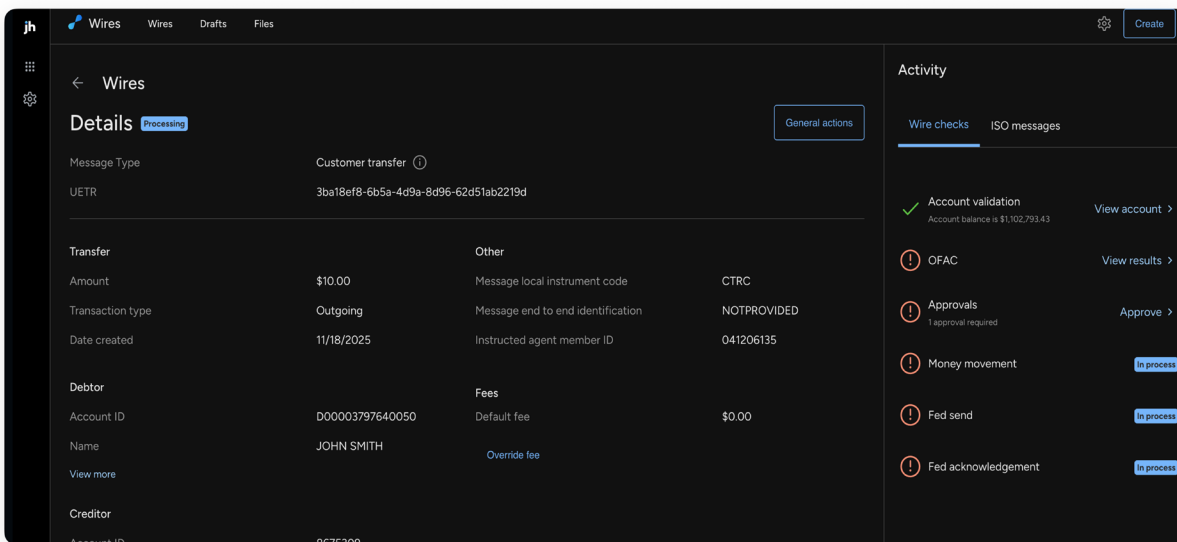 jh
Wires Wires Drafts Files Create
Wires
Details Processing General actions
Message Type Customer transfer
UETR 3ba18ef8-6b5a-4d9a-8d96-62d51ab2219d
Transfer Other
Amount $10.00 Message local instrument code CTRC
Transaction type Outgoing Message end to end identification NOTPROVIDED
Date created 11/18/2025 Instructed agent member ID 041206135
Debtor Fees
Account ID D00003797640050 Default fee $0.00
Name JOHN SMITH Override fee
View more
Creditor
Account ID 8675309
Activity
Wire checks ISO messages
Account validation View account
Account balance is $1,102,793.43
OFAC View results
Approvals Approve
1 approval required
Money movement In process
Fed send In process
Fed acknowledgement In process